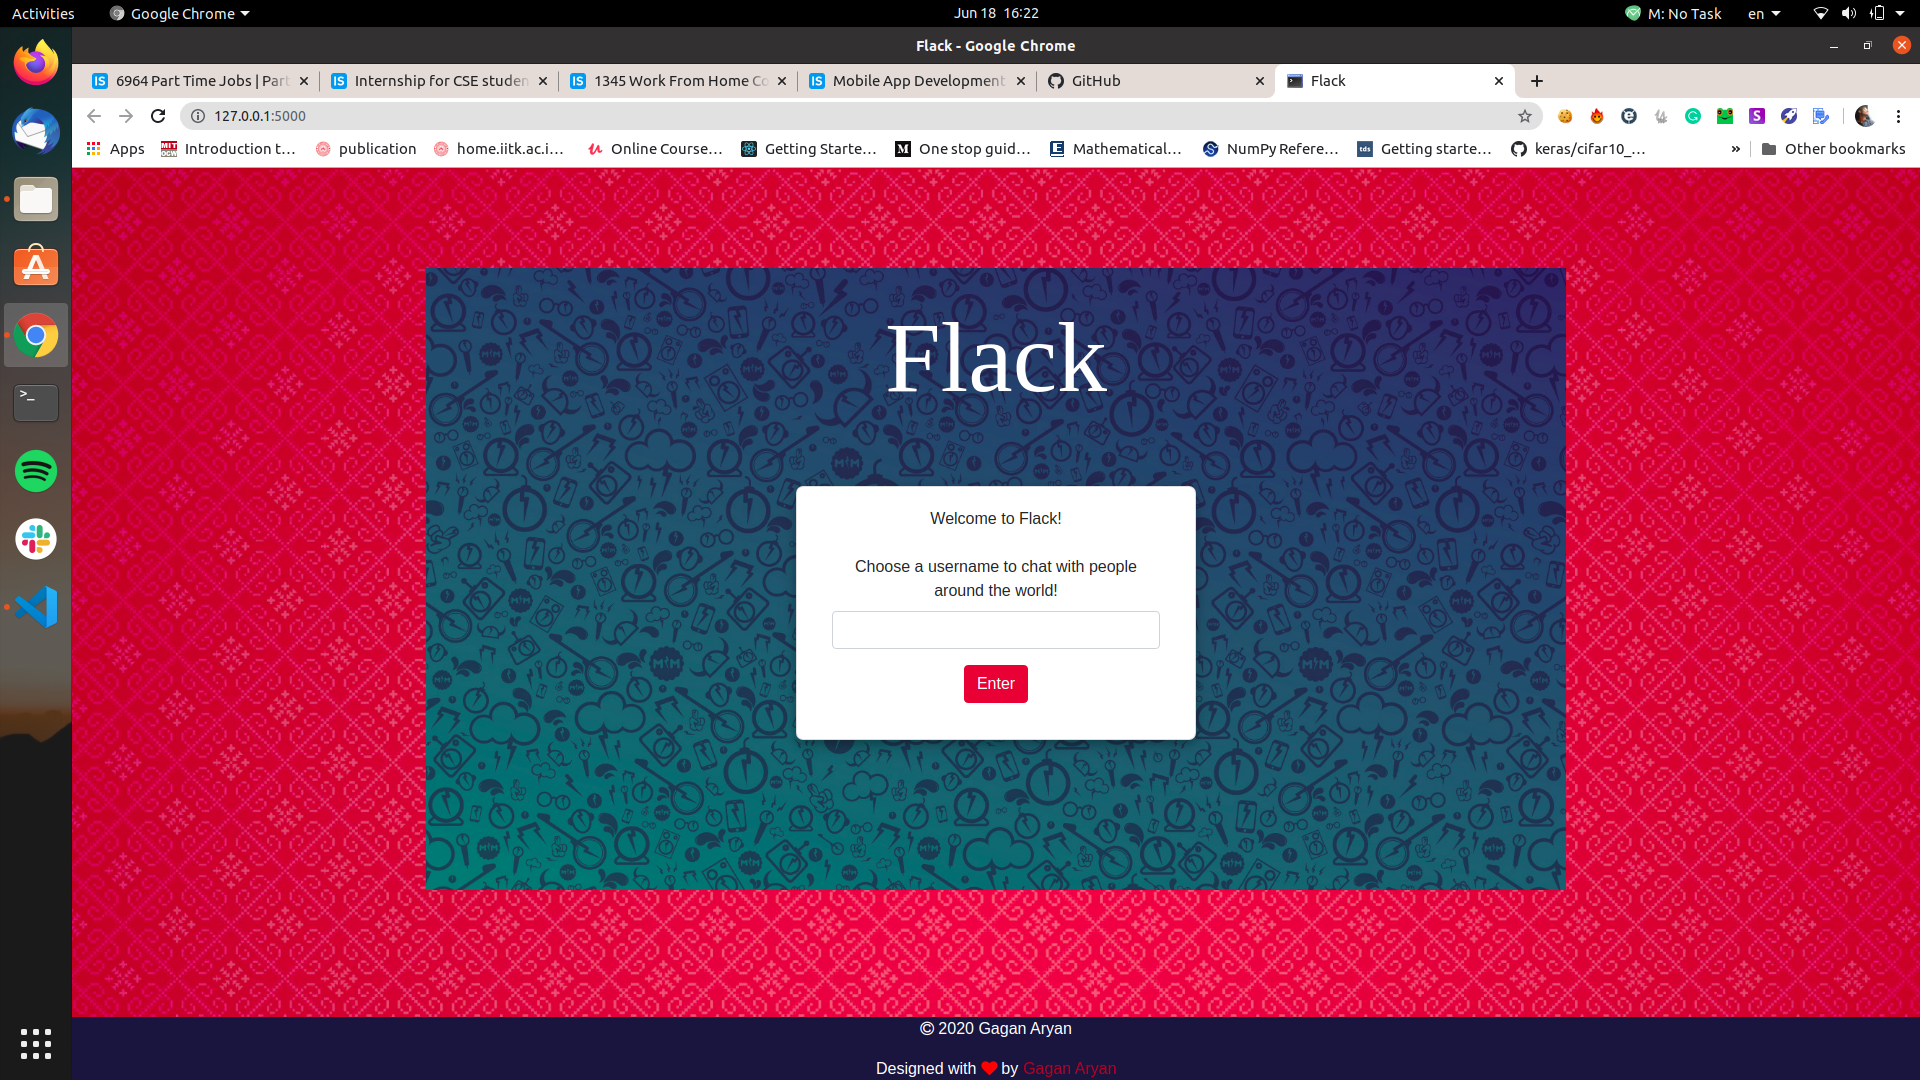 Activities
Google Chrome
Jun 18 16:22
M: No Task
en
Flack - Google Chrome
6964 Part Time Jobs | Part
Internship for CSE studen
1345 Work From Home Co
Mobile App Development
GitHub
Flack
127.0.0.1:5000
Apps
Introduction t...
publication
home.iitk.ac.i...
Online Course...
Getting Starte...
One stop guid...
Mathematical...
NumPy Refere...
Getting starte...
keras/cifar10_...
»
Other bookmarks
Flack
Welcome to Flack!
Choose a username to chat with people
around the world!
Enter
© 2020 Gagan Aryan
Designed with ❤ by Gagan Aryan